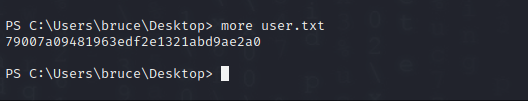 PS C:\Users\bruce\Desktop> more user.txt
79007a09481963edf2e1321abd9ae2a0
PS C:\Users\bruce\Desktop>